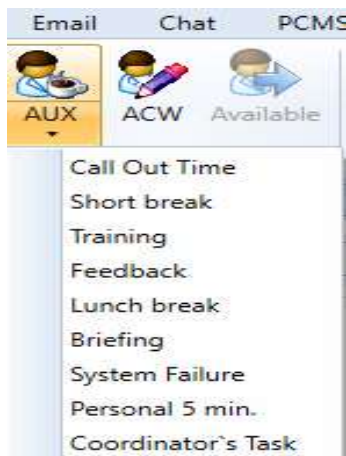 Email Chat PCMS
AUX ACW Available
Call Out Time
Short break
Training
Feedback
Lunch break
Briefing
System Failure
Personal 5 min.
Coordinator`s Task